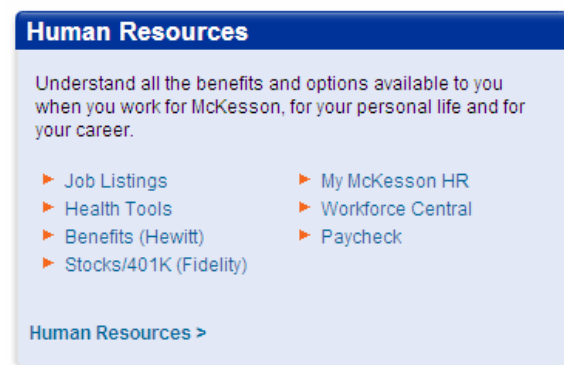 Human Resources
Understand all the benefits and options available to you
when you work for McKesson, for your personal life and for
your career.
Job Listings
Health Tools
Benefits (Hewitt)
Stocks/401K (Fidelity)
My McKesson HR
Workforce Central
Paycheck
Human Resources >